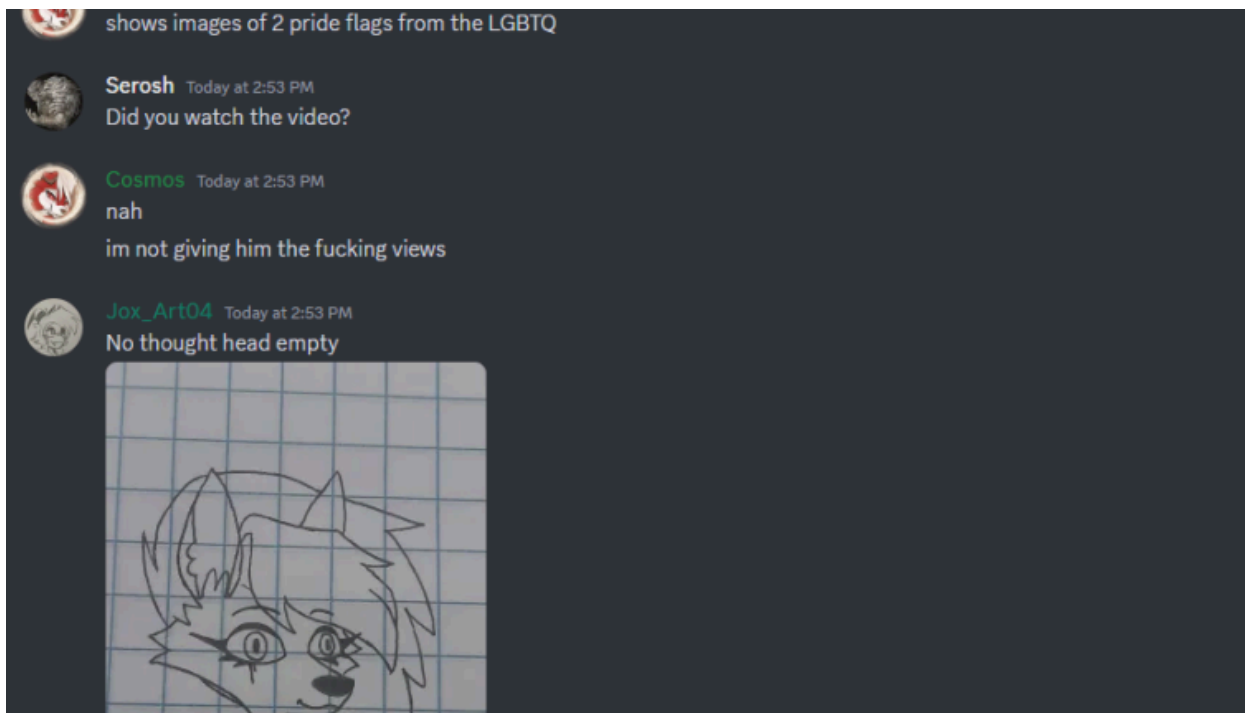 shows images of 2 pride flags from the LGBTQ
Serosh Today at 2:53 PM
Did you watch the video?
Cosmos Today at 2:53 PM
nah
im not giving him the fucking views
Jox_Art04 Today at 2:53 PM
No thought head empty